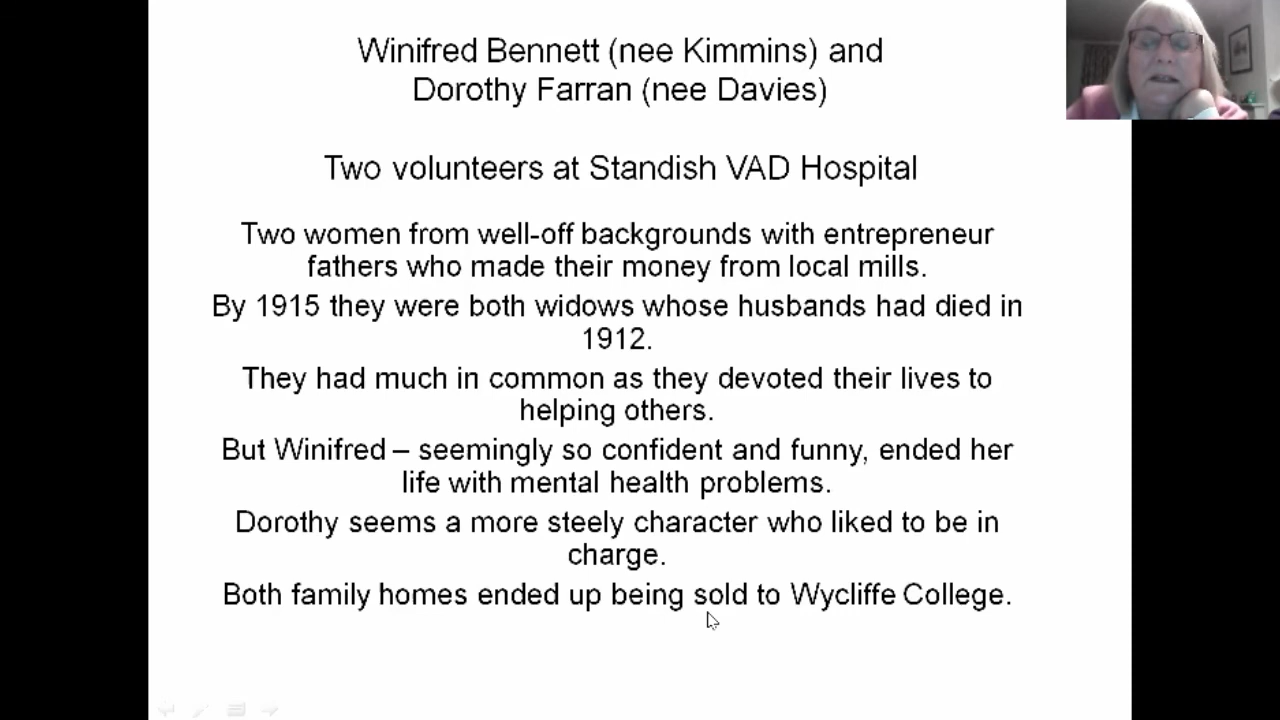 Winifred Bennett (nee Kimmins) and
Dorothy Farran (nee Davies)
Two volunteers at Standish VAD Hospital
Two women from well-off backgrounds with entrepreneur
fathers who made their money from local mills.
By 1915 they were both widows whose husbands had died in
1912.
They had much in common as they devoted their lives to
helping others.
But Winifred – seemingly so confident and funny, ended her
life with mental health problems.
Dorothy seems a more steely character who liked to be in
charge.
Both family homes ended up being sold to Wycliffe College.